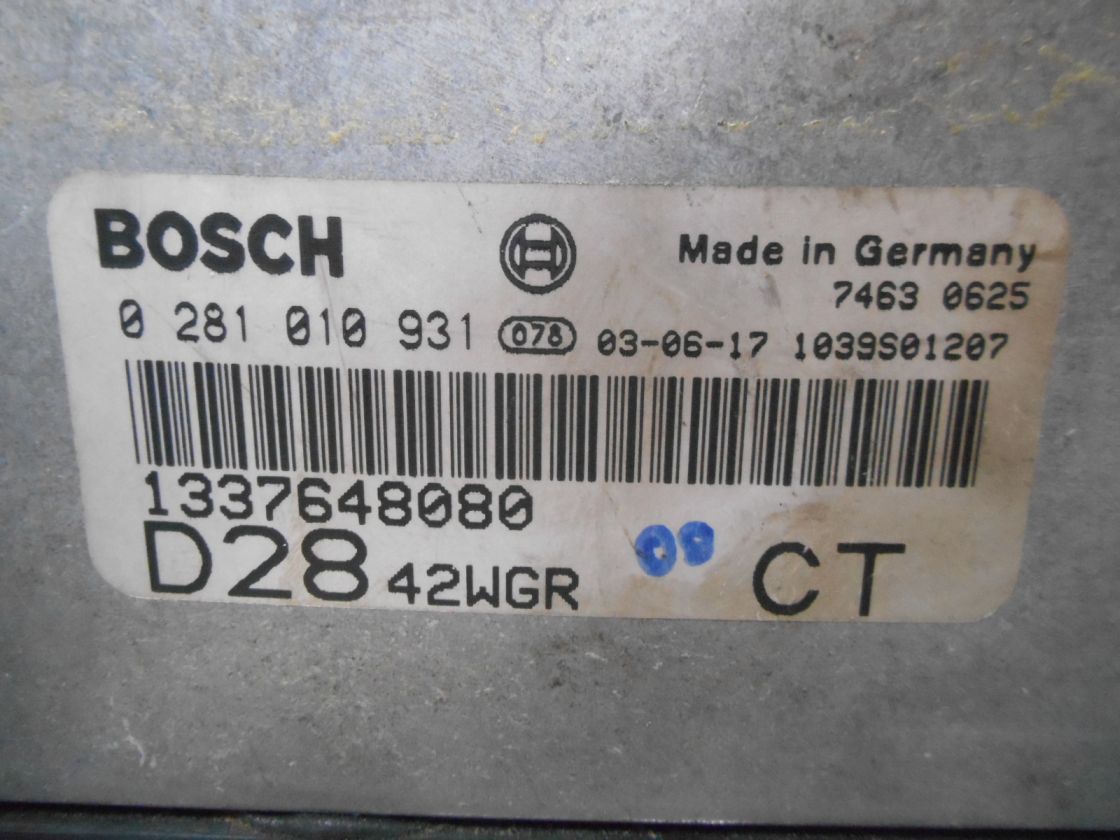 BOSCH
Made in Germany
7463 0625
0 281 010 931 078 03-06-17 1039S01207
1337648080
D28 42WGR 08 CT